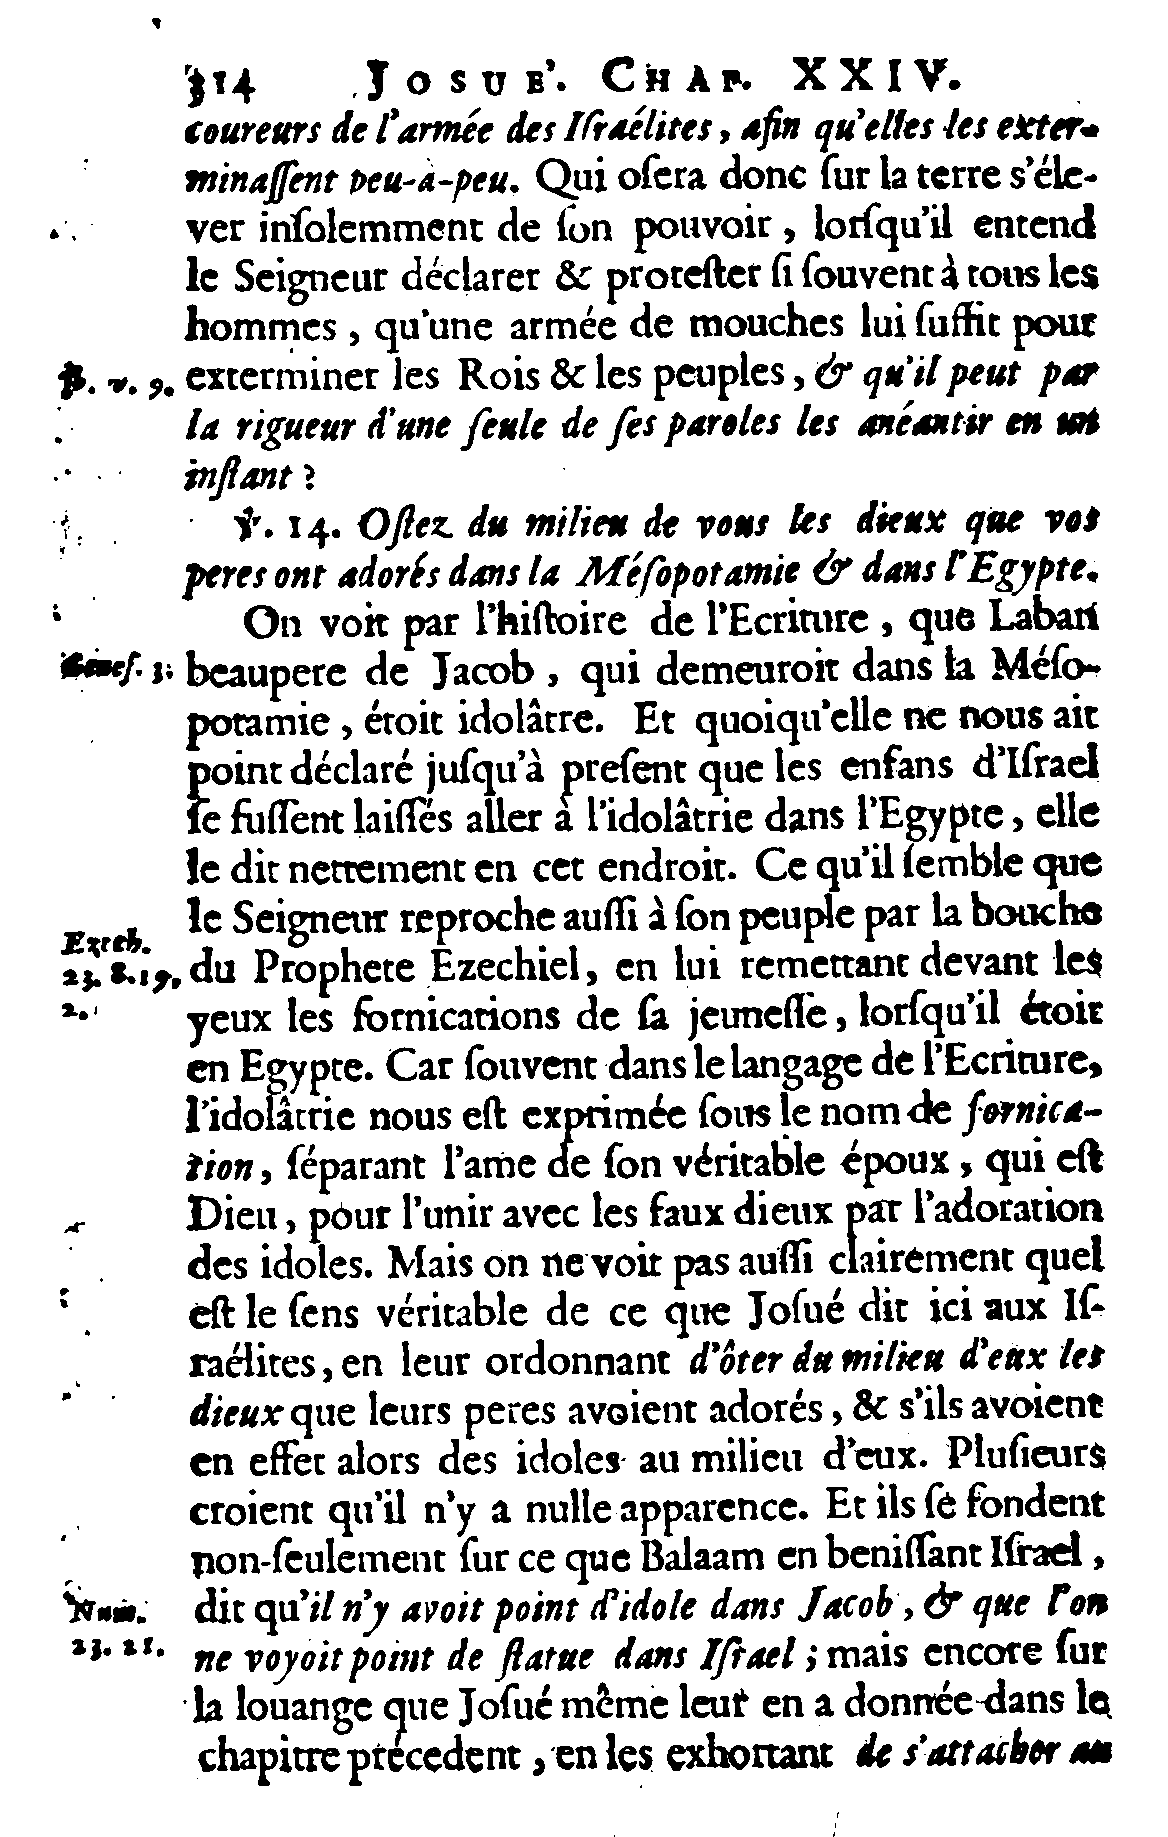 314 JOSUE'. CHAP. XXIV.
coureurs de l'armée des Iſraélites, afin qu'elles les exter-
minaſſent peu-à-peu. Qui oſera donc ſur la terre s'éle-
ver inſolemment de ſon pouvoir, lorſqu'il entend
le Seigneur déclarer & proteſter ſi ſouvent à tous les
hommes, qu'une armée de mouches lui ſuffit pour
v. 9. exterminer les Rois & les peuples, & qu'il peut par
la rigueur d'une ſeule de ſes paroles les anéantir en un
inſtant?
℣. 14. Oſtez du milieu de vous les dieux que vos
peres ont adorés dans la Méſopotamie & dans l'Egypte.
On voit par l'hiſtoire de l'Ecriture, que Laban
Geneſ. beaupere de Jacob, qui demeuroit dans la Méſo-
potamie, étoit idolâtre. Et quoiqu'elle ne nous ait
point déclaré juſqu'à preſent que les enfans d'Iſrael
ſe fuſſent laiſſés aller à l'idolâtrie dans l'Egypte, elle
le dit nettement en cet endroit. Ce qu'il ſemble que
le Seigneur reproche auſſi à ſon peuple par la bouche
Ezech.
23. 8. 19. du Prophete Ezechiel, en lui remettant devant les
2. yeux les fornications de ſa jeuneſſe, lorſqu'il étoit
en Egypte. Car ſouvent dans le langage de l'Ecriture,
l'idolâtrie nous eſt exprimée ſous le nom de fornica-
tion, ſéparant l'ame de ſon véritable époux, qui eſt
Dieu, pour l'unir avec les faux dieux par l'adoration
des idoles. Mais on ne voit pas auſſi clairement quel
eſt le ſens véritable de ce que Joſué dit ici aux Iſ-
raélites, en leur ordonnant d'ôter du milieu d'eux les
dieux que leurs peres avoient adorés, & s'ils avoient
en effet alors des idoles au milieu d'eux. Pluſieurs
croient qu'il n'y a nulle apparence. Et ils ſe fondent
non-ſeulement ſur ce que Balaam en beniſſant Iſrael,
Num. dit qu'il n'y avoit point d'idole dans Jacob, & que l'on
23. 21. ne voyoit point de ſtatue dans Iſrael; mais encore ſur
la louange que Joſué même leur en a donnée dans le
chapitre précedent, en les exhortant de s'attacher au